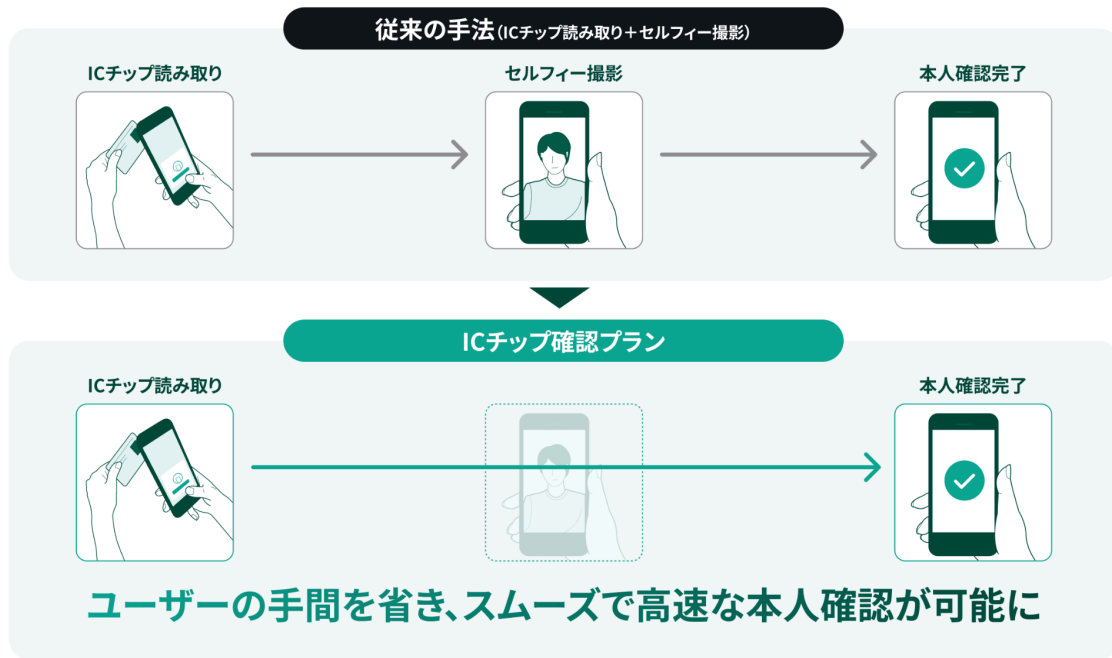 従来の手法(ICチップ読み取り＋セルフィー撮影)
ICチップ読み取り
セルフィー撮影
本人確認完了
ICチップ確認プラン
ICチップ読み取り
本人確認完了
ユーザーの手間を省き、スムーズで高速な本人確認が可能に